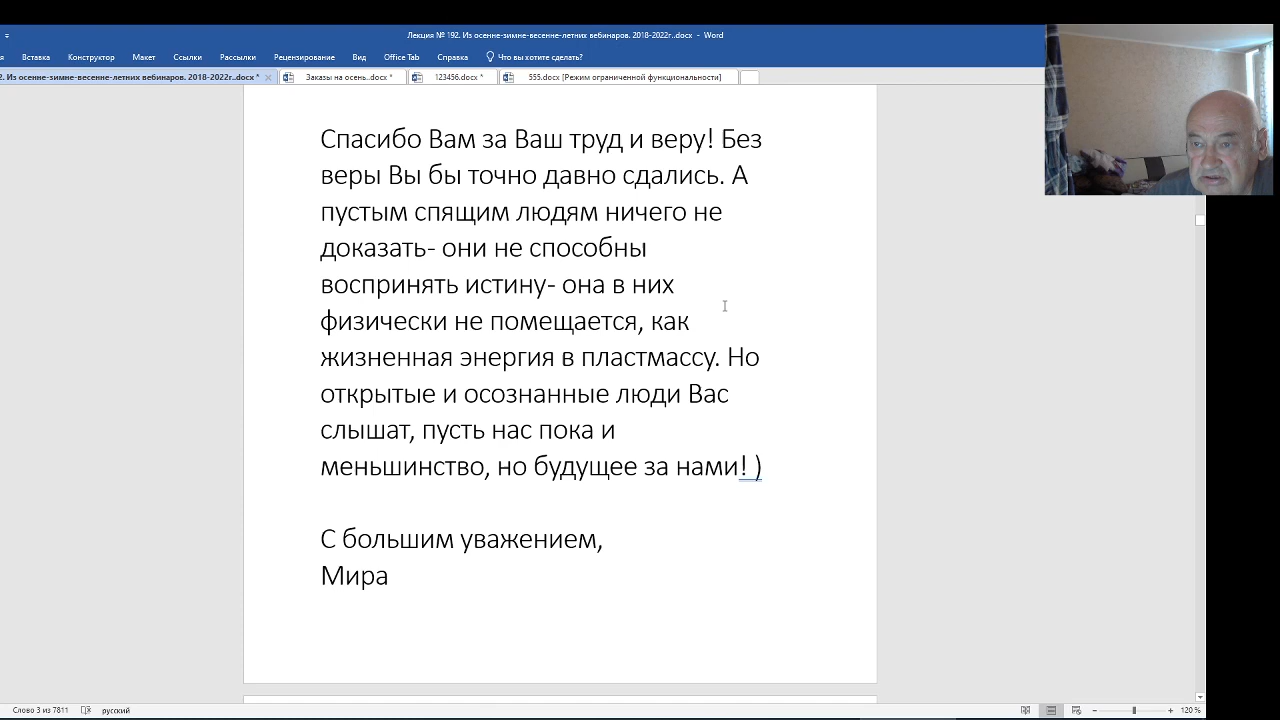 Лекция № 192. Из осенне-зимне-весенне-летних вебинаров. 2018-2022г..docx - Word
Вставка Конструктор Макет Ссылки Рассылки Рецензирование Вид Office Tab Справка Что вы хотите сделать?
2. Из осенне-зимне-весенне-летних вебинаров. 2018-2022г..docx * Заказы на осень..docx * 123456.docx * 555.docx [Режим ограниченной функциональности]
Спасибо Вам за Ваш труд и веру! Без
веры Вы бы точно давно сдались. А
пустым спящим людям ничего не
доказать- они не способны
воспринять истину- она в них
физически не помещается, как
жизненная энергия в пластмассу. Но
открытые и осознанные люди Вас
слышат, пусть нас пока и
меньшинство, но будущее за нами! )
С большим уважением,
Мира
Слово 3 из 7811 русский 120 %